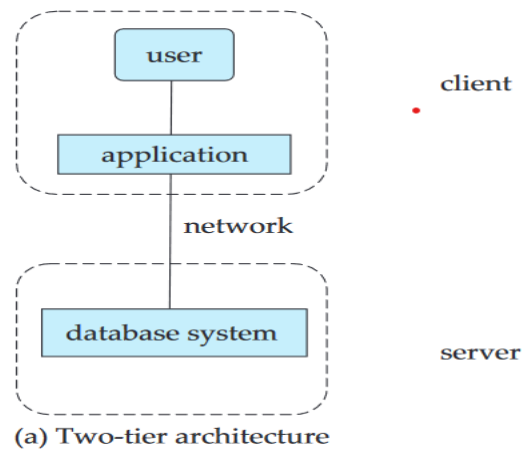 user
client
application
network
database system
server
(a) Two-tier architecture